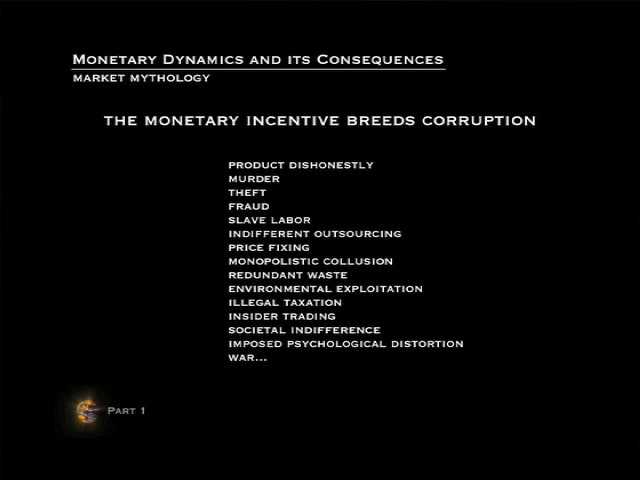 Monetary Dynamics and its Consequences
Market Mythology
The Monetary Incentive Breeds Corruption
Product Dishonestly
Murder
Theft
Fraud
Slave Labor
Indifferent Outsourcing
Price Fixing
Monopolistic Collusion
Redundant Waste
Environmental Exploitation
Illegal Taxation
Insider Trading
Societal Indifference
Imposed Psychological Distortion
War...
Part 1